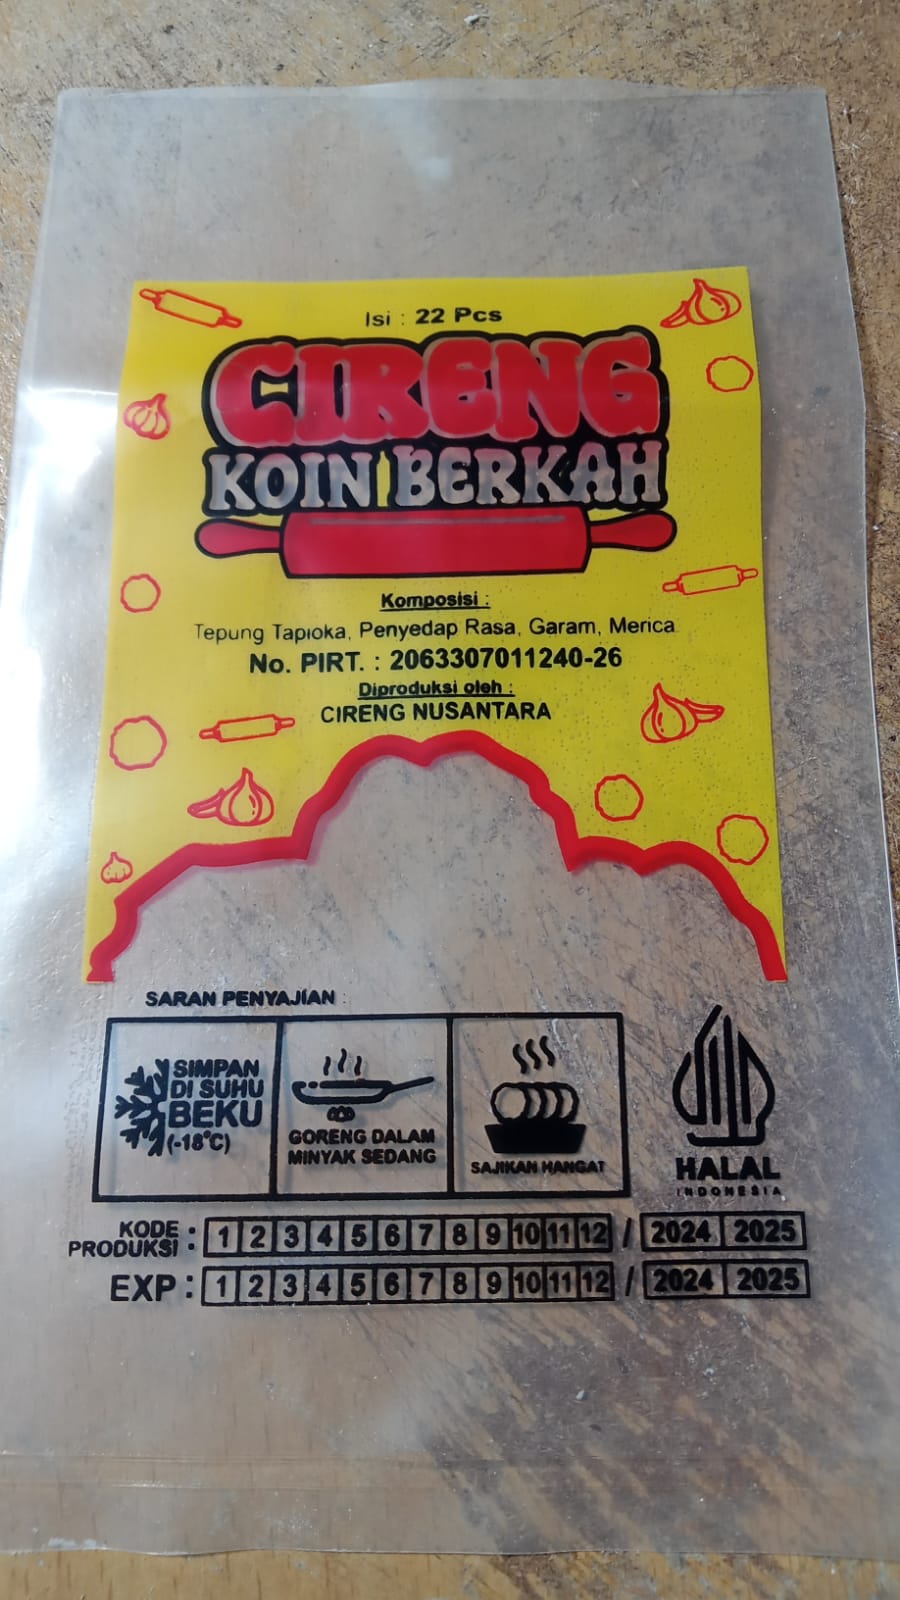 Isi : 22 Pcs
CIRENG
KOIN BERKAH
Komposisi :
Tepung Tapioka, Penyedap Rasa, Garam, Merica
No. PIRT. : 2063307011240-26
Diproduksi oleh :
CIRENG NUSANTARA
SARAN PENYAJIAN :
SIMPAN
DI SUHU
BEKU
(-18°C)
GORENG DALAM
MINYAK SEDANG
SAJIKAN HANGAT
HALAL
INDONESIA
KODE
PRODUKSI : 1 2 3 4 5 6 7 8 9 10 11 12 / 2024 2025
EXP : 1 2 3 4 5 6 7 8 9 10 11 12 / 2024 2025